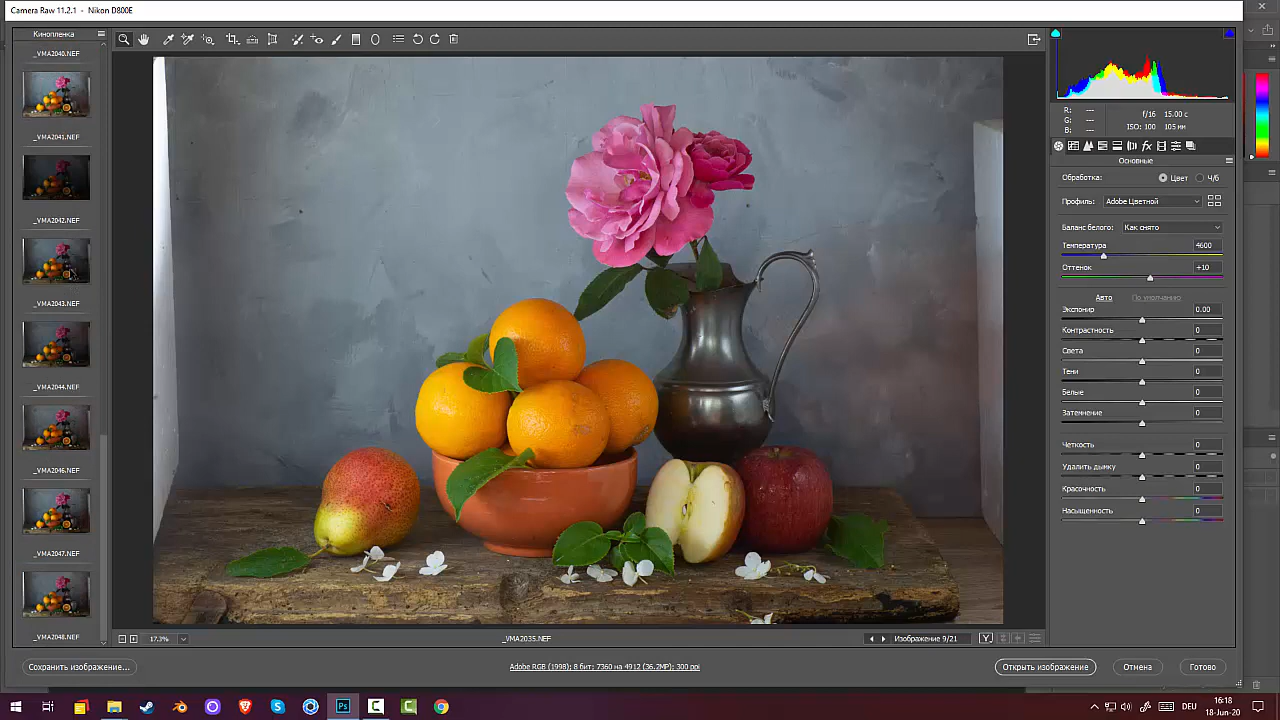 Camera Raw 11.2.1 - Nikon D800E
Кинопленка
_VMA2040.NEF
_VMA2041.NEF
_VMA2042.NEF
_VMA2043.NEF
_VMA2044.NEF
_VMA2046.NEF
_VMA2047.NEF
_VMA2048.NEF
17.3%
_VMA2035.NEF
Изображение 9/21
Y
R: ---
G: ---
B: ---
f/16 15.00 с
ISO: 100 105 мм
fx
Основные
Обработка: Цвет Ч/б
Профиль: Adobe Цветной
Баланс белого: Как снято
Температура 4600
Оттенок +10
Авто По умолчанию
Экспонир 0.00
Контрастность 0
Света 0
Тени 0
Белые 0
Затемнение 0
Четкость 0
Удалить дымку 0
Красочность 0
Насыщенность 0
Сохранить изображение...
Adobe RGB (1998); 8 бит; 7360 на 4912 (36.2MP); 300 ppi
Открыть изображение
Отмена
Готово
Ps
DEU
16:18
18-Jun-20